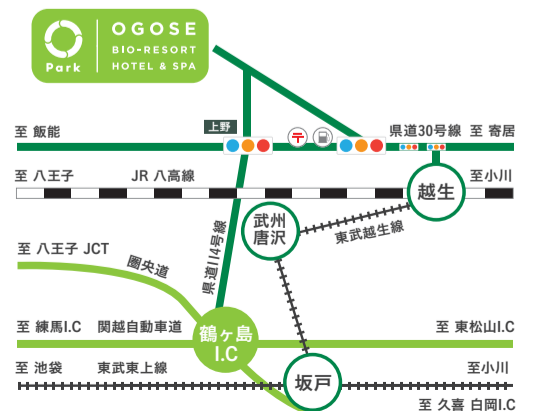 OGOSE
BIO-RESORT
HOTEL & SPA
Park
上野
〒
至 飯能
県道30号線
至 寄居
至 八王子
JR 八高線
至小川
越生
武州
唐沢
東武越生線
県道114号線
至 八王子 JCT
圏央道
至 練馬I.C
関越自動車道
鶴ヶ島
I.C
至 東松山I.C
至 池袋
東武東上線
至小川
坂戸
至 久喜 白岡I.C